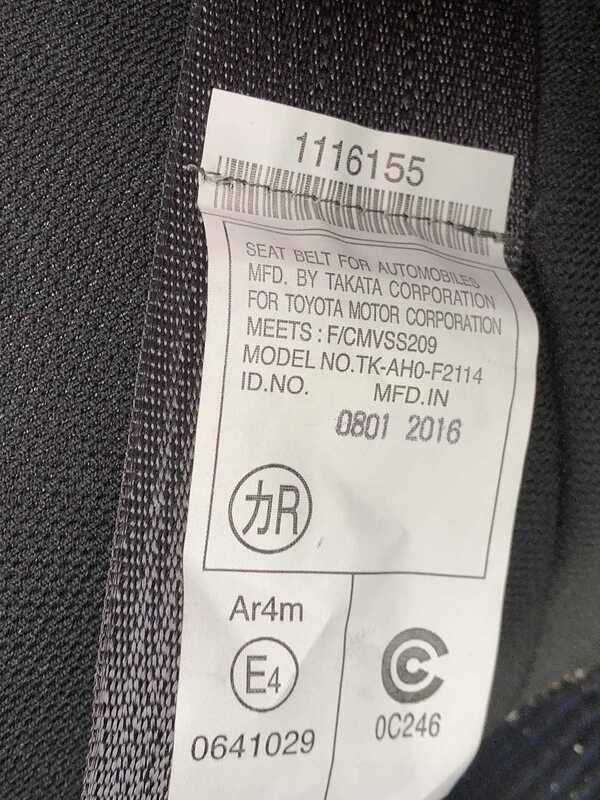 1116155
SEAT BELT FOR AUTOMOBILES
MFD. BY TAKATA CORPORATION
FOR TOYOTA MOTOR CORPORATION
MEETS : F/CMVSS209
MODEL NO.TK-AH0-F2114
ID.NO. MFD.IN
0801 2016
力R
Ar4m
E4
0641029
C
0C246